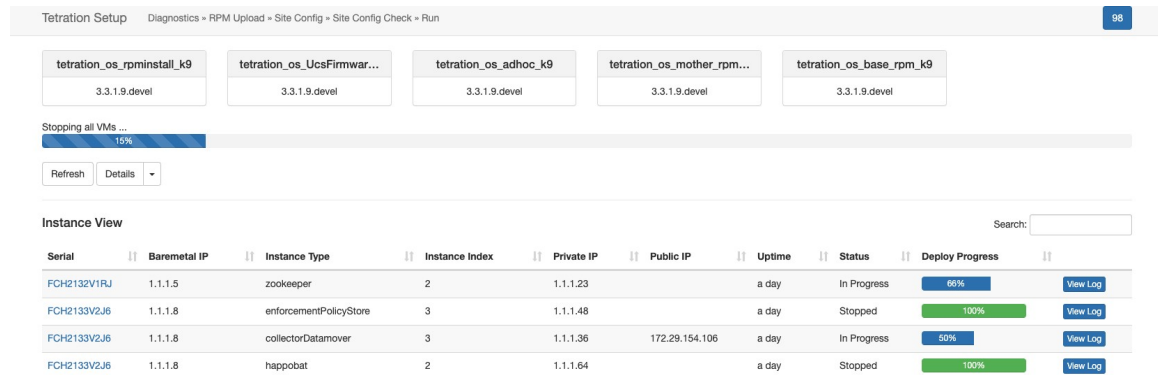 Tetration Setup Diagnostics » RPM Upload » Site Config » Site Config Check » Run 98
tetration_os_rpminstall_k9 tetration_os_UcsFirmwar... tetration_os_adhoc_k9 tetration_os_mother_rpm... tetration_os_base_rpm_k9
3.3.1.9.devel 3.3.1.9.devel 3.3.1.9.devel 3.3.1.9.devel 3.3.1.9.devel
Stopping all VMs ...
15%
Refresh Details
Instance View Search:
Serial Baremetal IP Instance Type Instance Index Private IP Public IP Uptime Status Deploy Progress
FCH2132V1RJ 1.1.1.5 zookeeper 2 1.1.1.23 a day In Progress 66% View Log
FCH2133V2J6 1.1.1.8 enforcementPolicyStore 3 1.1.1.48 a day Stopped 100% View Log
FCH2133V2J6 1.1.1.8 collectorDatamover 3 1.1.1.36 172.29.154.106 a day In Progress 50% View Log
FCH2133V2J6 1.1.1.8 happobat 2 1.1.1.64 a day Stopped 100% View Log